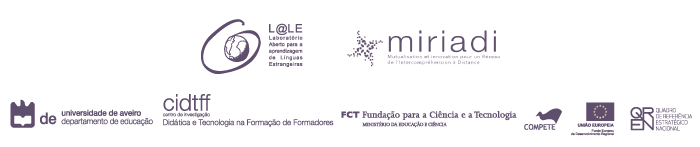 L@LE
Laboratório
Aberto para a
aprendizagem
de Línguas
Estrangeiras
miriadi
Mutualisation et innovation pour un Réseau
de l'Intercompréhension à Distance
de
universidade de aveiro
departamento de educação
cidtff
centro de investigação
Didática e Tecnologia na Formação de Formadores
FCT Fundação para a Ciência e a Tecnologia
MINISTÉRIO DA EDUCAÇÃO E CIÊNCIA
COMPETE
UNIÃO EUROPEIA
Fundo Europeu
de Desenvolvimento Regional
QREN
QUADRO
DE REFERÊNCIA
ESTRATÉGICO
NACIONAL